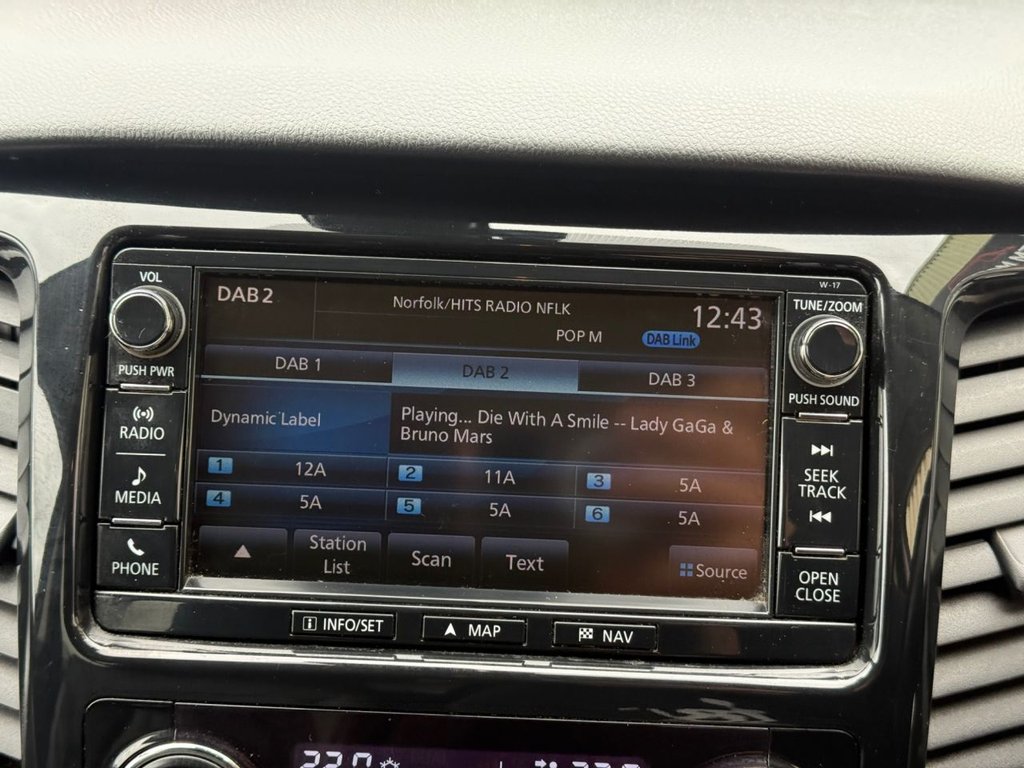 VOL
PUSH PWR
RADIO
MEDIA
PHONE
DAB2
Norfolk/HITS RADIO NFLK
12:43
POP M
DAB Link
DAB 1
DAB 2
DAB 3
Dynamic Label
Playing... Die With A Smile -- Lady GaGa &
Bruno Mars
1 12A
2 11A
3 5A
4 5A
5 5A
6 5A
Station
List
Scan
Text
Source
W-17
TUNE/ZOOM
PUSH SOUND
SEEK
TRACK
OPEN
CLOSE
i INFO/SET
MAP
NAV